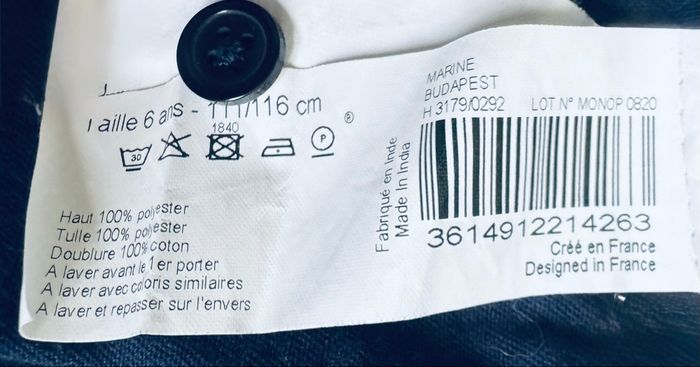 Taille 6 ans - 111/116 cm
1840
30
P
®
Haut 100% polyester
Tulle 100% polyester
Doublure 100% coton
A laver avant le 1er porter
A laver avec coloris similaires
A laver et repasser sur l'envers
Fabriqué en Inde
Made In India
MARINE
BUDAPEST
H 3179/0292 LOT N° MONOP 0820
3614912214263
Créé en France
Designed in France